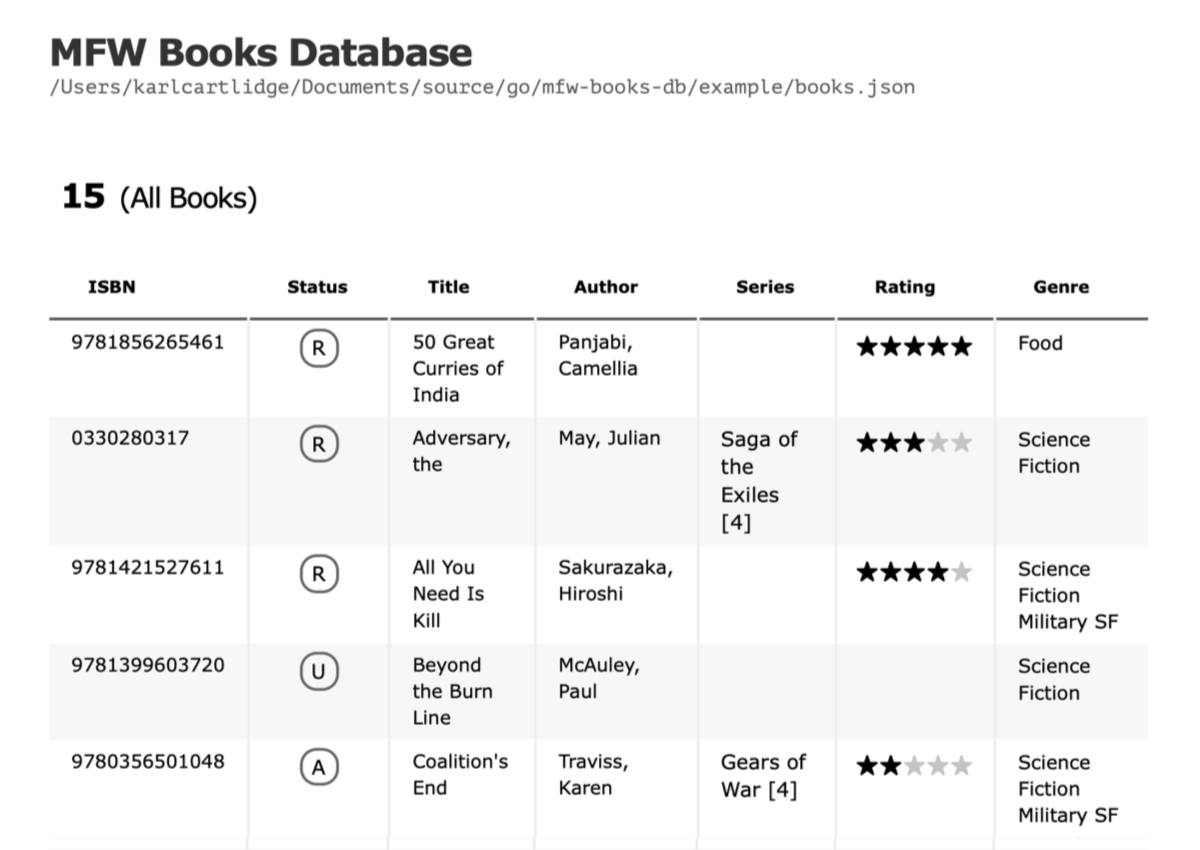 MFW Books Database
/Users/karlcartlidge/Documents/source/go/mfw-books-db/example/books.json
15 (All Books)
ISBN Status Title Author Series Rating Genre
9781856265461 R 50 Great Panjabi, ★★★★★ Food
Curries of Camellia
India
0330280317 R Adversary, May, Julian Saga of ★★★★★ Science
the the Fiction
Exiles
[4]
9781421527611 R All You Sakurazaka, ★★★★★ Science
Need Is Hiroshi Fiction
Kill Military SF
9781399603720 U Beyond McAuley, Science
the Burn Paul Fiction
Line
9780356501048 A Coalition's Traviss, Gears of ★★★★★ Science
End Karen War [4] Fiction
Military SF